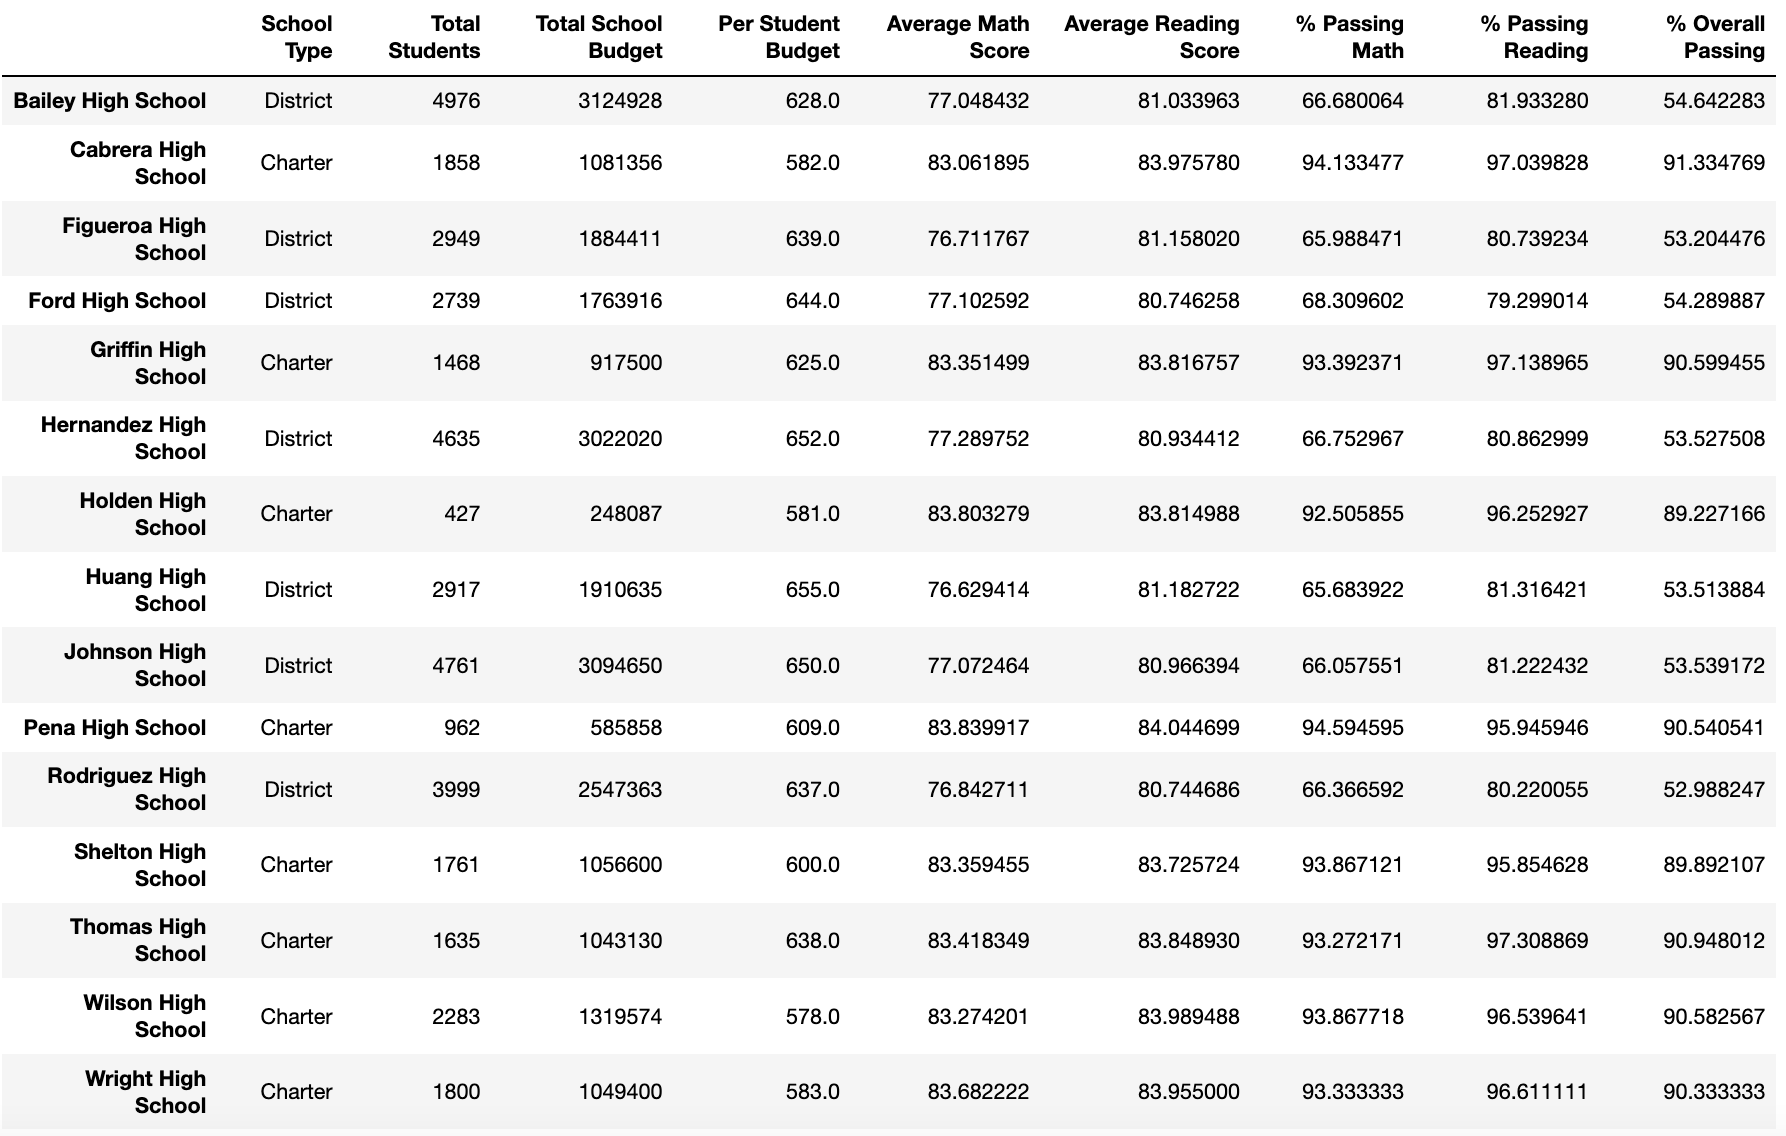 School Total Total School Per Student Average Math Average Reading % Passing % Passing % Overall
Type Students Budget Budget Score Score Math Reading Passing
Bailey High School District 4976 3124928 628.0 77.048432 81.033963 66.680064 81.933280 54.642283
Cabrera High
School Charter 1858 1081356 582.0 83.061895 83.975780 94.133477 97.039828 91.334769
Figueroa High
School District 2949 1884411 639.0 76.711767 81.158020 65.988471 80.739234 53.204476
Ford High School District 2739 1763916 644.0 77.102592 80.746258 68.309602 79.299014 54.289887
Griffin High
School Charter 1468 917500 625.0 83.351499 83.816757 93.392371 97.138965 90.599455
Hernandez High
School District 4635 3022020 652.0 77.289752 80.934412 66.752967 80.862999 53.527508
Holden High
School Charter 427 248087 581.0 83.803279 83.814988 92.505855 96.252927 89.227166
Huang High
School District 2917 1910635 655.0 76.629414 81.182722 65.683922 81.316421 53.513884
Johnson High
School District 4761 3094650 650.0 77.072464 80.966394 66.057551 81.222432 53.539172
Pena High School Charter 962 585858 609.0 83.839917 84.044699 94.594595 95.945946 90.540541
Rodriguez High
School District 3999 2547363 637.0 76.842711 80.744686 66.366592 80.220055 52.988247
Shelton High
School Charter 1761 1056600 600.0 83.359455 83.725724 93.867121 95.854628 89.892107
Thomas High
School Charter 1635 1043130 638.0 83.418349 83.848930 93.272171 97.308869 90.948012
Wilson High
School Charter 2283 1319574 578.0 83.274201 83.989488 93.867718 96.539641 90.582567
Wright High
School Charter 1800 1049400 583.0 83.682222 83.955000 93.333333 96.611111 90.333333